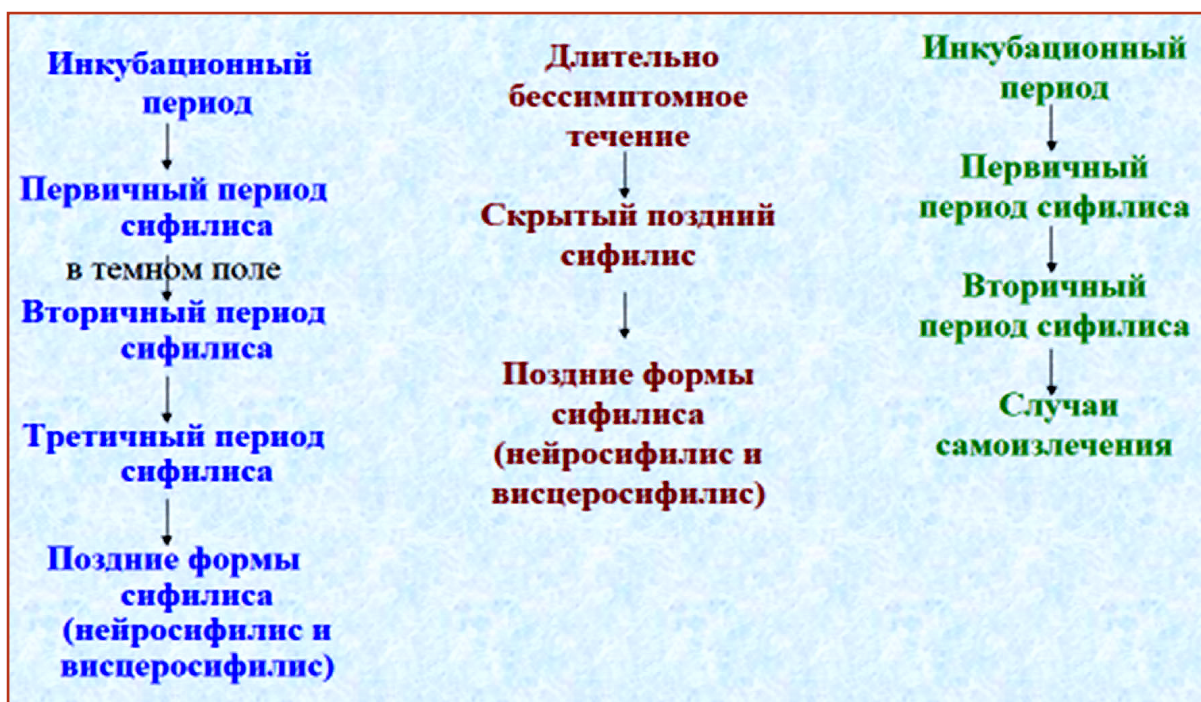 Инкубационный
период
Первичный период
сифилиса
в темном поле
Вторичный период
сифилиса
Третичный период
сифилиса
Поздние формы
сифилиса
(нейросифилис и
висцеросифилис)
Длительно
бессимптомное
течение
Скрытый поздний
сифилис
Поздние формы
сифилиса
(нейросифилис и
висцеросифилис)
Инкубационный
период
Первичный
период сифилиса
Вторичный
период сифилиса
Случаи
самоизлечения